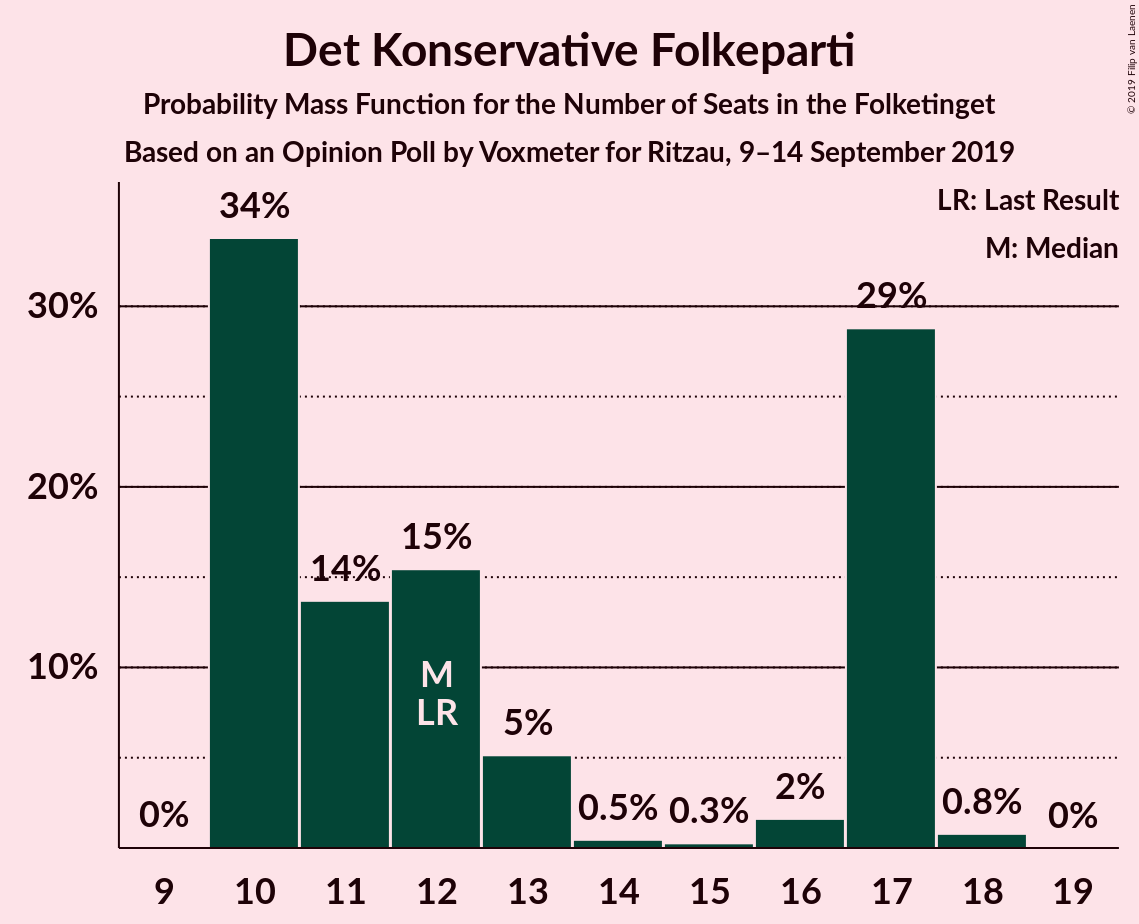 Det Konservative Folkeparti
Probability Mass Function for the Number of Seats in the Folketinget
Based on an Opinion Poll by Voxmeter for Ritzau, 9–14 September 2019
© 2019 Filip van Laenen
LR: Last Result
M: Median
34%
29%
30%
20%
15%
14%
10%
M
LR
5%
2%
0%
0.5%
0.3%
0.8%
0%
9 10 11 12 13 14 15 16 17 18 19